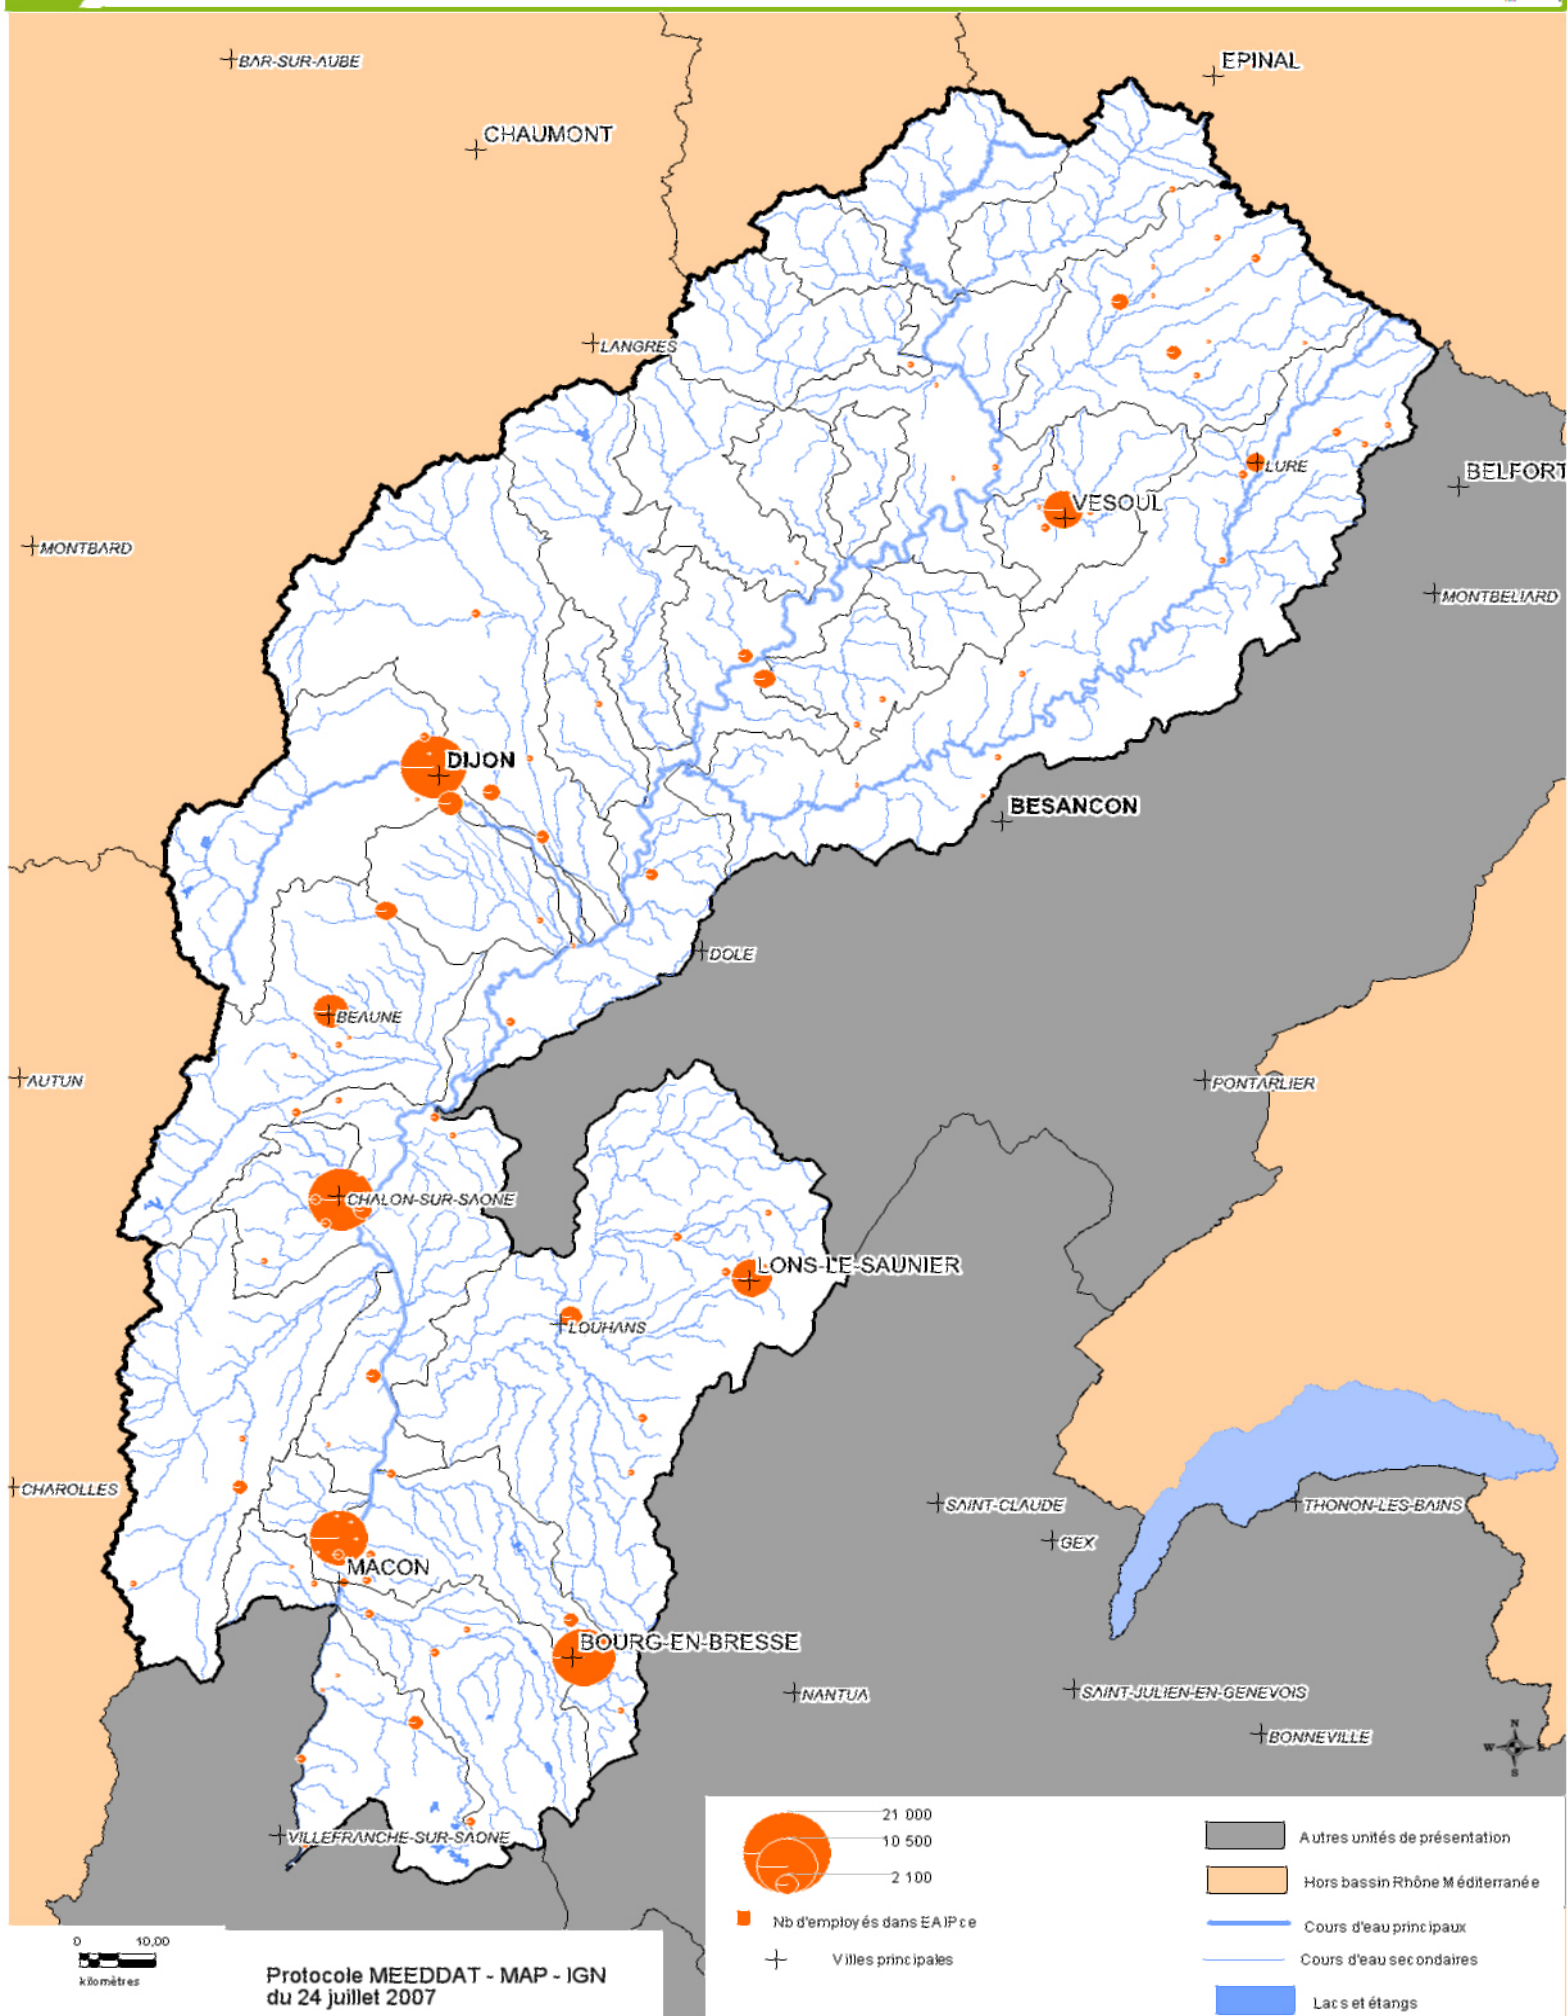 BAR-SUR-AUBE
EPINAL
CHAUMONT
LANGRES
LURE
BELFORT
VESOUL
MONTBARD
MONTBELIARD
DIJON
BESANCON
DOLE
BEAUNE
AUTUN
PONTARLIER
CHALON-SUR-SAONE
LONS-LE-SAUNIER
LOUHANS
CHAROLLES
SAINT-CLAUDE
THONON-LES-BAINS
GEX
MACON
BOURG-EN-BRESSE
NANTUA
SAINT-JULIEN-EN-GENEVOIS
BONNEVILLE
N
W E
S
VILLEFRANCHE-SUR-SAONE
21 000
10 500
2 100
Nb d'employés dans EAIPce
Villes principales
Autres unités de présentation
Hors bassin Rhône Méditerranée
Cours d'eau principaux
Cours d'eau secondaires
Lacs et étangs
0 10,00
kilomètres
Protocole MEEDDAT - MAP - IGN
du 24 juillet 2007